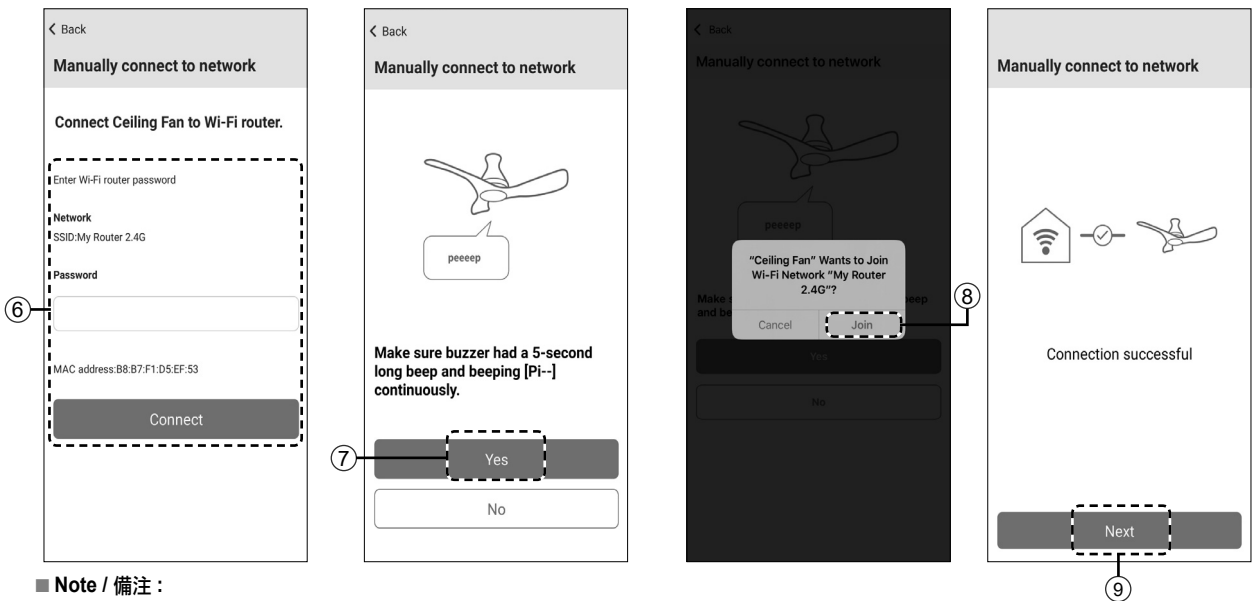 < Back
Manually connect to network
Connect Ceiling Fan to Wi-Fi router.
Enter Wi-Fi router password
Network
SSID:My Router 2.4G
Password
⑥
MAC address:B8:B7:F1:D5:EF:53
Connect
< Back
Manually connect to network
peeeep
Make sure buzzer had a 5-second
long beep and beeping [Pi--]
continuously.
⑦
Yes
No
< Back
Manually connect to network
peeeep
"Ceiling Fan" Wants to Join
Wi-Fi Network "My Router
2.4G"?
Cancel
Join
⑧
Make s
beep
and be
Yes
No
Manually connect to network
Connection successful
Next
⑨
■ Note / 備注 :